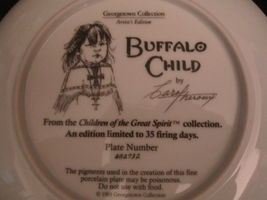 Georgetown Collection
Artist's Edition
BUFFALO
CHILD
by
From the Children of the Great Spirit™ collection.
An edition limited to 35 firing days.
Plate Number
The pigments used in the creation of this fine
porcelain plate may be poisonous.
Do not use with food.
Georgetown Collection